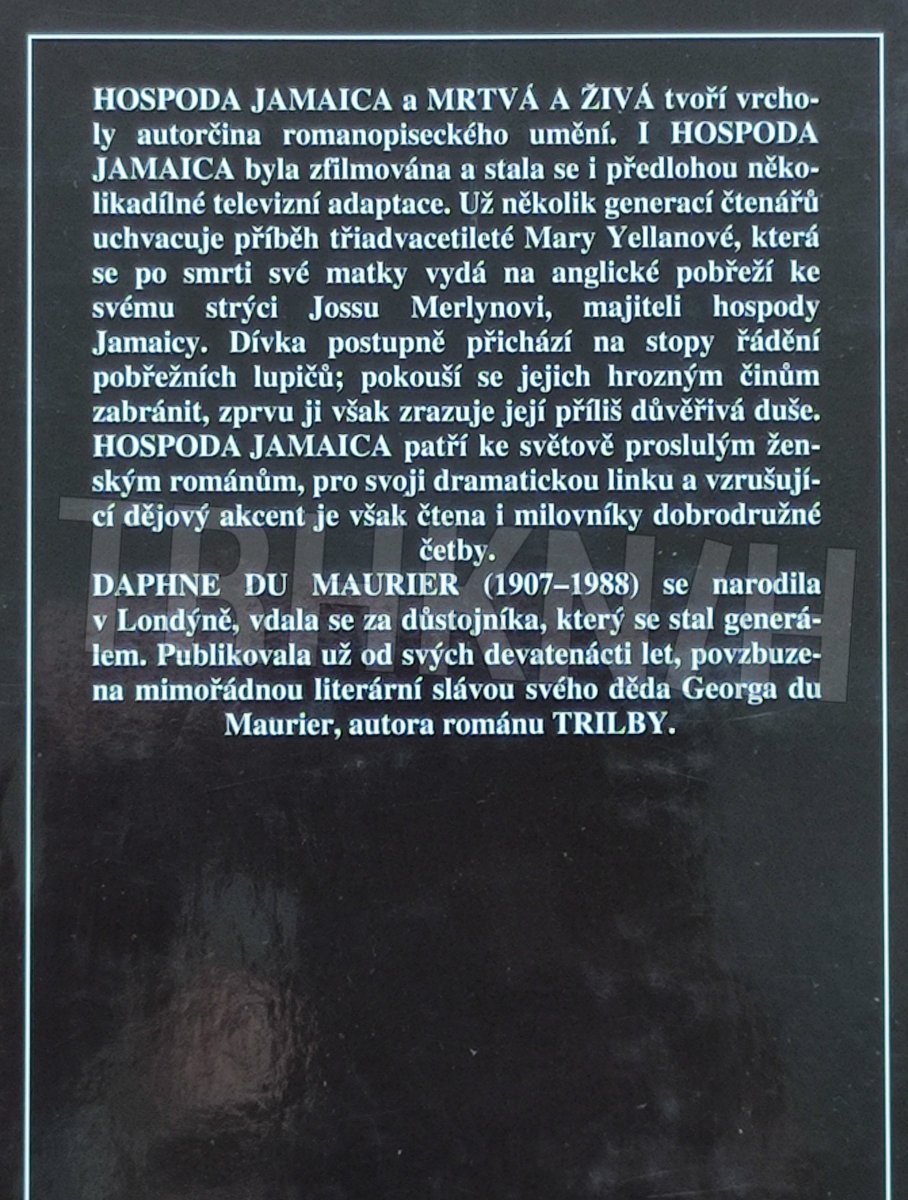 HOSPODA JAMAICA a MRTVÁ A ŽIVÁ tvoří vrcho-
ly autorčina romanopiseckého umění. I HOSPODA
JAMAICA byla zfilmována a stala se i předlohou něko-
likadílné televizní adaptace. Už několik generací čtenářů
uchvacuje příběh třiadvacetileté Mary Yellanové, která
se po smrti své matky vydá na anglické pobřeží ke
svému strýci Jossu Merlynovi, majiteli hospody
Jamaicy. Dívka postupně přichází na stopy řádění
pobřežních lupičů; pokouší se jejich hrozným činům
zabránit, zprvu ji však zrazuje její příliš důvěřivá duše.
HOSPODA JAMAICA patří ke světově proslulým žen-
ským románům, pro svoji dramatickou linku a vzrušují-
cí dějový akcent je však čtena i milovníky dobrodružné
četby.
DAPHNE DU MAURIER (1907–1988) se narodila
v Londýně, vdala se za důstojníka, který se stal generá-
lem. Publikovala už od svých devatenácti let, povzbuze-
na mimořádnou literární slávou svého děda Georga du
Maurier, autora románu TRILBY.